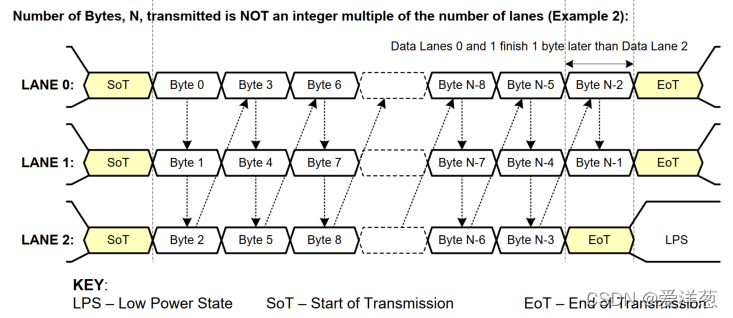 Number of Bytes, N, transmitted is NOT an integer multiple of the number of lanes (Example 2):
Data Lanes 0 and 1 finish 1 byte later than Data Lane 2
LANE 0: SoT Byte 0 Byte 3 Byte 6 Byte N-8 Byte N-5 Byte N-2 EoT
LANE 1: SoT Byte 1 Byte 4 Byte 7 Byte N-7 Byte N-4 Byte N-1 EoT
LANE 2: SoT Byte 2 Byte 5 Byte 8 Byte N-6 Byte N-3 EoT LPS
KEY:
LPS – Low Power State SoT – Start of Transmission EoT – End of Transmission
CSDN @爱洋葱